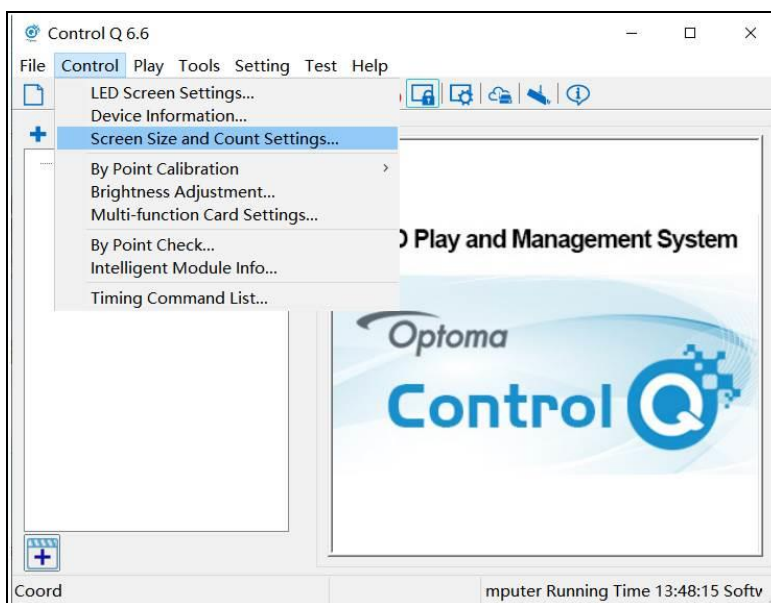 Control Q 6.6
File Control Play Tools Setting Test Help
LED Screen Settings...
Device Information...
Screen Size and Count Settings...
By Point Calibration
Brightness Adjustment...
Multi-function Card Settings...
By Point Check...
Intelligent Module Info...
Timing Command List...
Play and Management System
Optoma
Control Q
Coord
mputer Running Time 13:48:15 Softv